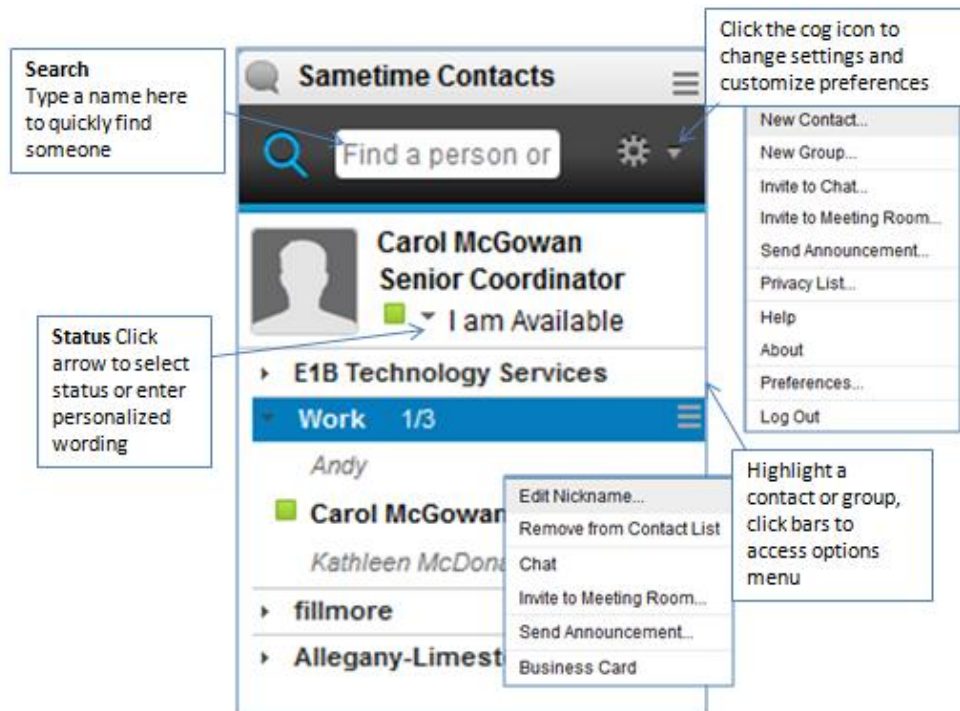 Search
Type a name here
to quickly find
someone
Sametime Contacts
Click the cog icon to
change settings and
customize preferences
Find a person or
New Contact...
New Group...
Invite to Chat...
Invite to Meeting Room...
Send Announcement...
Privacy List...
Help
About
Preferences...
Log Out
Carol McGowan
Senior Coordinator
I am Available
Status Click
arrow to select
status or enter
personalized
wording
E1B Technology Services
Work 1/3
Andy
Carol McGowan
Kathleen
fillmore
Edit Nickname...
Remove from Contact List
Chat
Invite to Meeting Room...
Send Announcement...
Business Card
Highlight a
contact or group,
click bars to
access options
menu